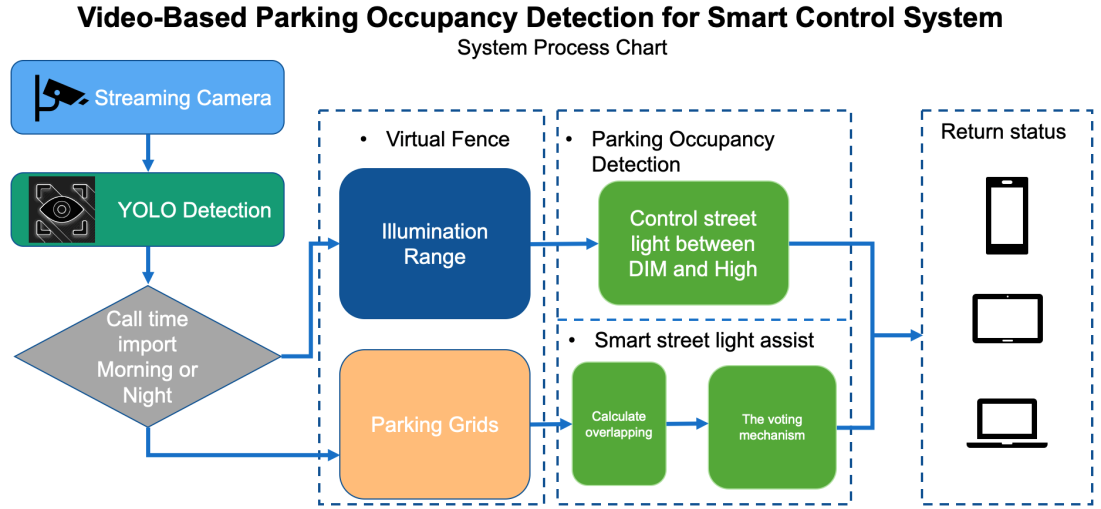 Video-Based Parking Occupancy Detection for Smart Control System
System Process Chart
Streaming Camera
YOLO Detection
Call time
import
Morning or
Night
• Virtual Fence
Illumination
Range
Parking Grids
• Parking Occupancy
Detection
Control street
light between
DIM and High
• Smart street light assist
Calculate
overlapping
The voting
mechanism
Return status